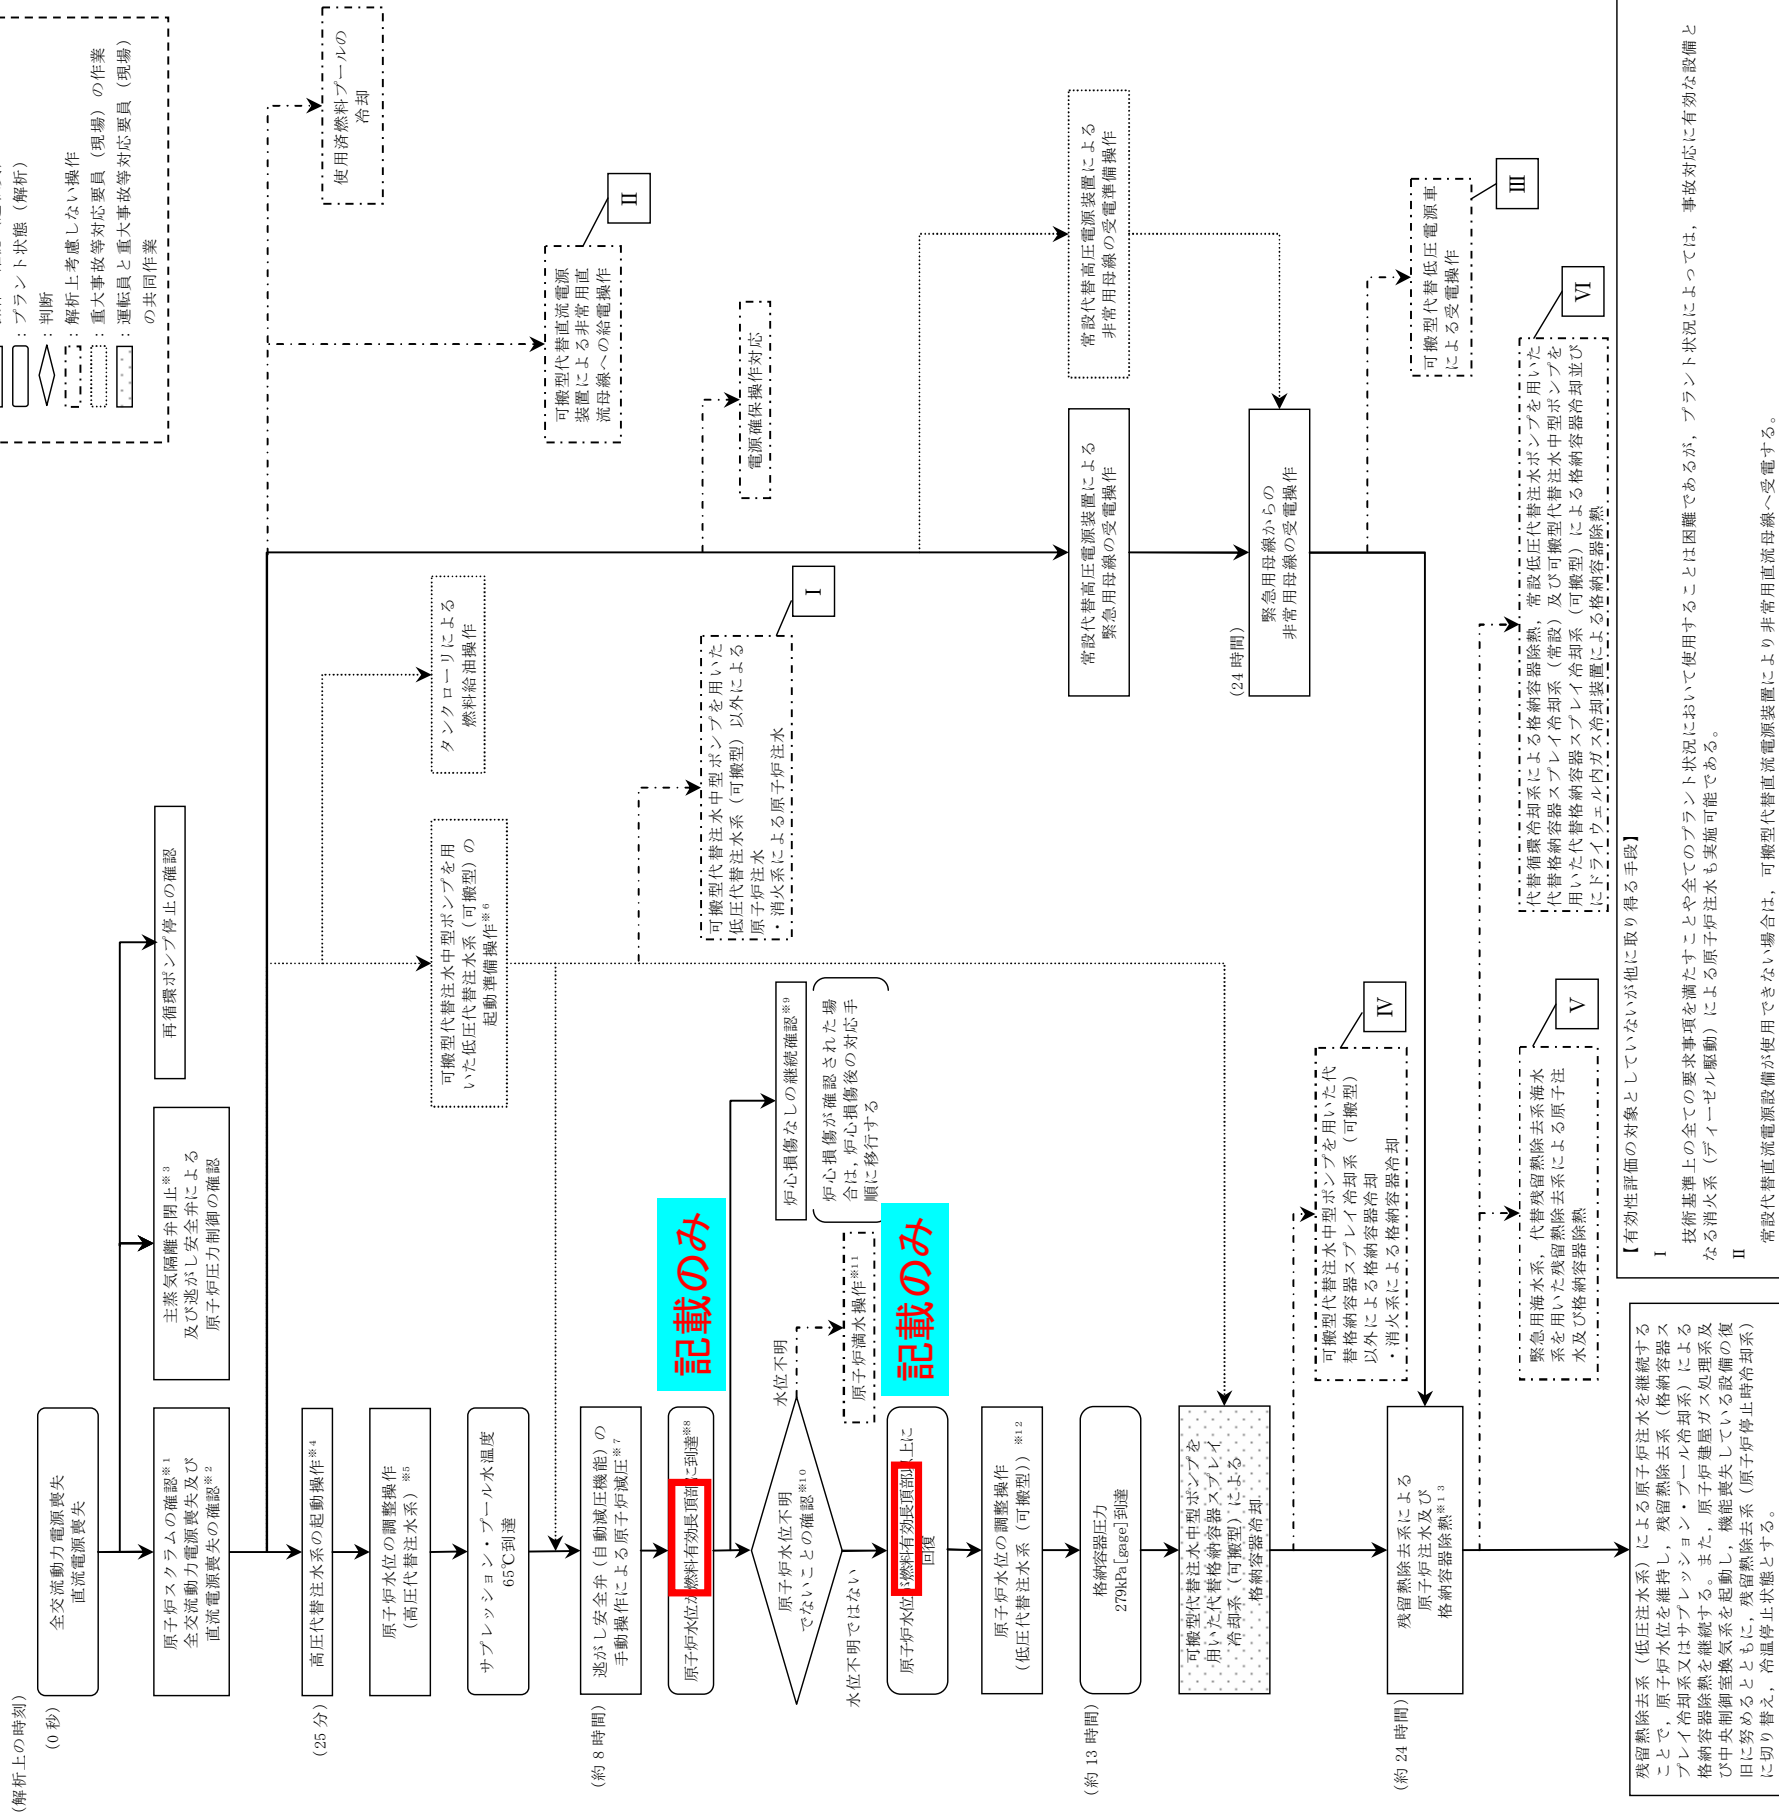 (解析上の時刻)
(0 秒)
全交流動力電源喪失
直流電源喪失
原子炉スクラムの確認※1
全交流動力電源喪失及び
直流電源喪失の確認※2
主蒸気隔離弁閉止※3
及び逃がし安全弁による
原子炉圧力制御の確認
再循環ポンプ停止の確認
(25 分)
高圧代替注水系の起動操作※4
原子炉水位の調整操作
(高圧代替注水系)※5
サプレッション・プール水温度
65℃到達
(約 8 時間)
逃がし安全弁(自動減圧機能)の
手動操作による原子炉減圧※7
原子炉水位が燃料有効長頂部に到達※8
記載のみ
原子炉水位不明
でないことの確認※10
水位不明
水位不明ではない
原子炉満水操作※11
炉心損傷なしの継続確認※9
炉心損傷が確認された場
合は,炉心損傷後の対応手
順に移行する
原子炉水位が燃料有効長頂部以上に
回復
記載のみ
原子炉水位の調整操作
(低圧代替注水系(可搬型))※12
(約 13 時間)
格納容器圧力
279kPa[gage]到達
可搬型代替注水中型ポンプを
用いた代替格納容器スプレイ
冷却系(可搬型)による
格納容器冷却
(約 24 時間)
残留熱除去系による
原子炉注水及び
格納容器除熱※13
残留熱除去系(低圧注水系)による原子炉注水を継続する
ことで,原子炉水位を維持し,残留熱除去系(格納容器ス
プレイ冷却系又はサプレッション・プール冷却系)による
格納容器除熱を継続する。また,原子炉建屋ガス処理系及
び中央制御室換気系を起動し,機能喪失している設備の復
旧に努めるとともに,残留熱除去系(原子炉停止時冷却系)
に切り替え,冷温停止状態とする。
可搬型代替注水中型ポンプを用
いた低圧代替注水系(可搬型)の
起動準備操作※6
タンクローリによる
燃料給油操作
可搬型代替注水中型ポンプを用いた
低圧代替注水系(可搬型)以外による
原子炉注水
・消火系による原子炉注水
Ⅰ
可搬型代替注水中型ポンプを用いた代
替格納容器スプレイ冷却系(可搬型)
以外による格納容器冷却
・消火系による格納容器冷却
Ⅳ
緊急用海水系,代替残留熱除去系海水
系を用いた残留熱除去系による原子注
水及び格納容器除熱
Ⅴ
代替循環冷却系による格納容器除熱,常設低圧代替注水ポンプを用いた
代替格納容器スプレイ冷却系(常設)及び可搬型代替注水中型ポンプを
用いた代替格納容器スプレイ冷却系(可搬型)による格納容器冷却並び
にドライウェル内ガス冷却装置による格納容器除熱
Ⅵ
常設代替高圧電源装置による
緊急用母線の受電操作
(24 時間)
緊急用母線からの
非常用母線の受電操作
常設代替高圧電源装置による
非常用母線の受電準備操作
可搬型代替低圧電源車
による受電操作
Ⅲ
電源確保操作対応
可搬型代替直流電源
装置による非常用直
流母線への給電操作
Ⅱ
使用済燃料プールの
冷却
:プラント状態(解析)
:判断
:解析上考慮しない操作
:重大事故等対応要員(現場)の作業
:運転員と重大事故等対応要員(現場)
の共同作業
【有効性評価の対象としていないが他に取り得る手段】
Ⅰ
技術基準上の全ての要求事項を満たすことや全てのプラント状況において使用することは困難であるが,プラント状況によっては,事故対応に有効な設備と
なる消火系(ディーゼル駆動)による原子炉注水も実施可能である。
Ⅱ
常設代替直流電源設備が使用できない場合は,可搬型代替直流電源装置により非常用直流母線へ受電する。